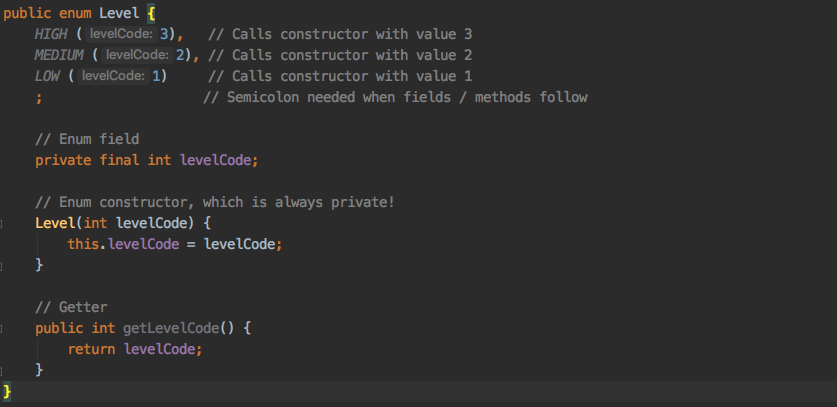 public enum Level {
    HIGH ( levelCode: 3),   // Calls constructor with value 3
    MEDIUM ( levelCode: 2), // Calls constructor with value 2
    LOW ( levelCode: 1)     // Calls constructor with value 1
    ;                    // Semicolon needed when fields / methods follow

    // Enum field
    private final int levelCode;

    // Enum constructor, which is always private!
    Level(int levelCode) {
        this.levelCode = levelCode;
    }

    // Getter
    public int getLevelCode() {
        return levelCode;
    }
}